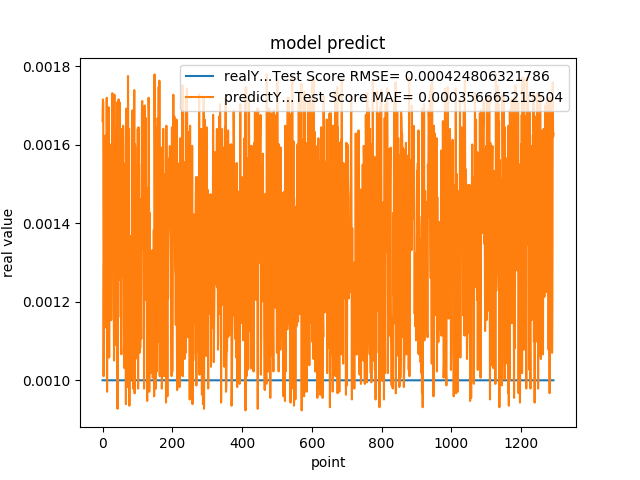 model predict
realY...Test Score RMSE= 0.000424806321786
predictY...Test Score MAE= 0.000356665215504
0.0018
0.0016
0.0014
0.0012
0.0010
real value
0 200 400 600 800 1000 1200
point